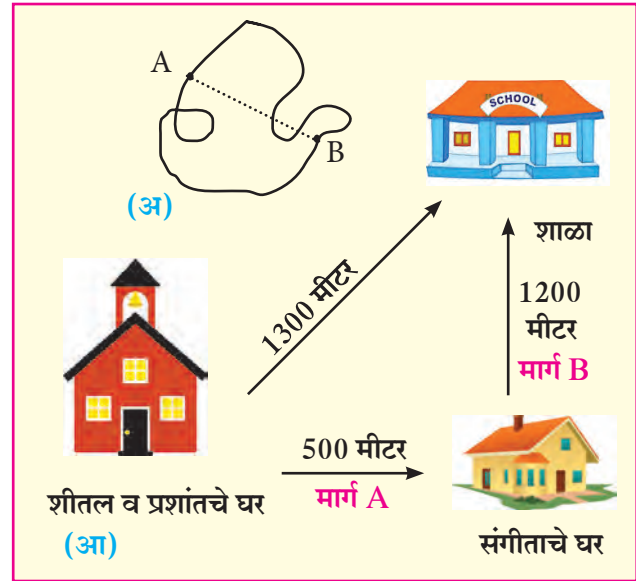 A
B
(अ)
SCHOOL
शाळा
1300 मीटर
1200
मीटर
मार्ग B
500 मीटर
मार्ग A
शीतल व प्रशांतचे घर
(आ)
संगीताचे घर